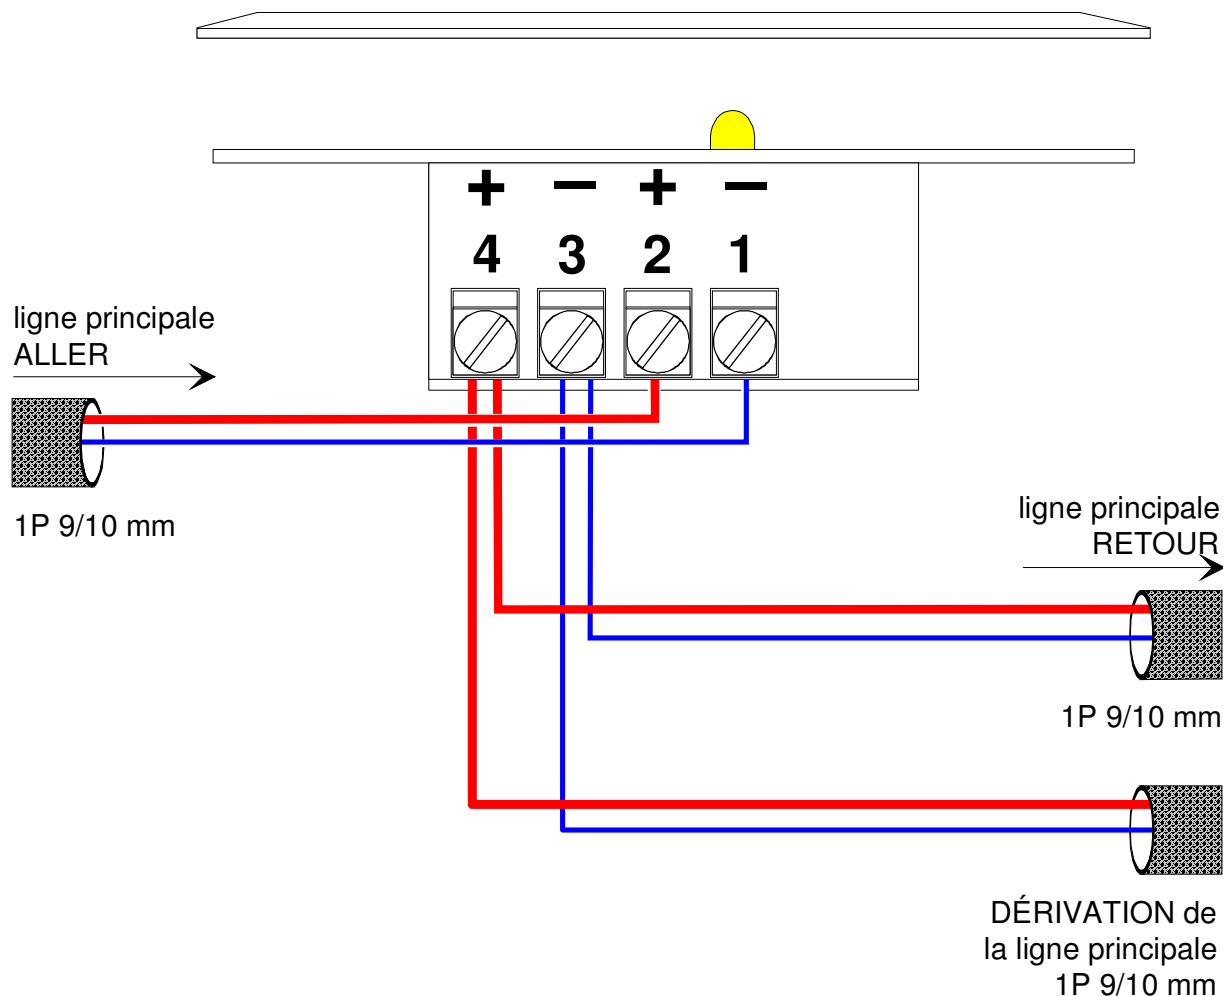 + — + —
4 3 2 1
ligne principale
ALLER
1P 9/10 mm
ligne principale
RETOUR
1P 9/10 mm
DÉRIVATION de
la ligne principale
1P 9/10 mm